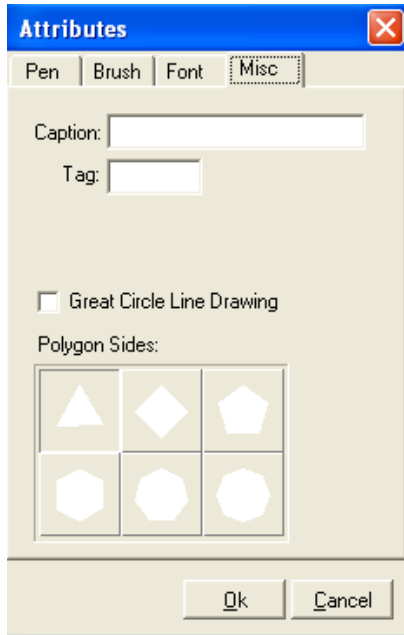 Attributes
Pen Brush Font Misc
Caption:
Tag:
Great Circle Line Drawing
Polygon Sides:
Ok Cancel